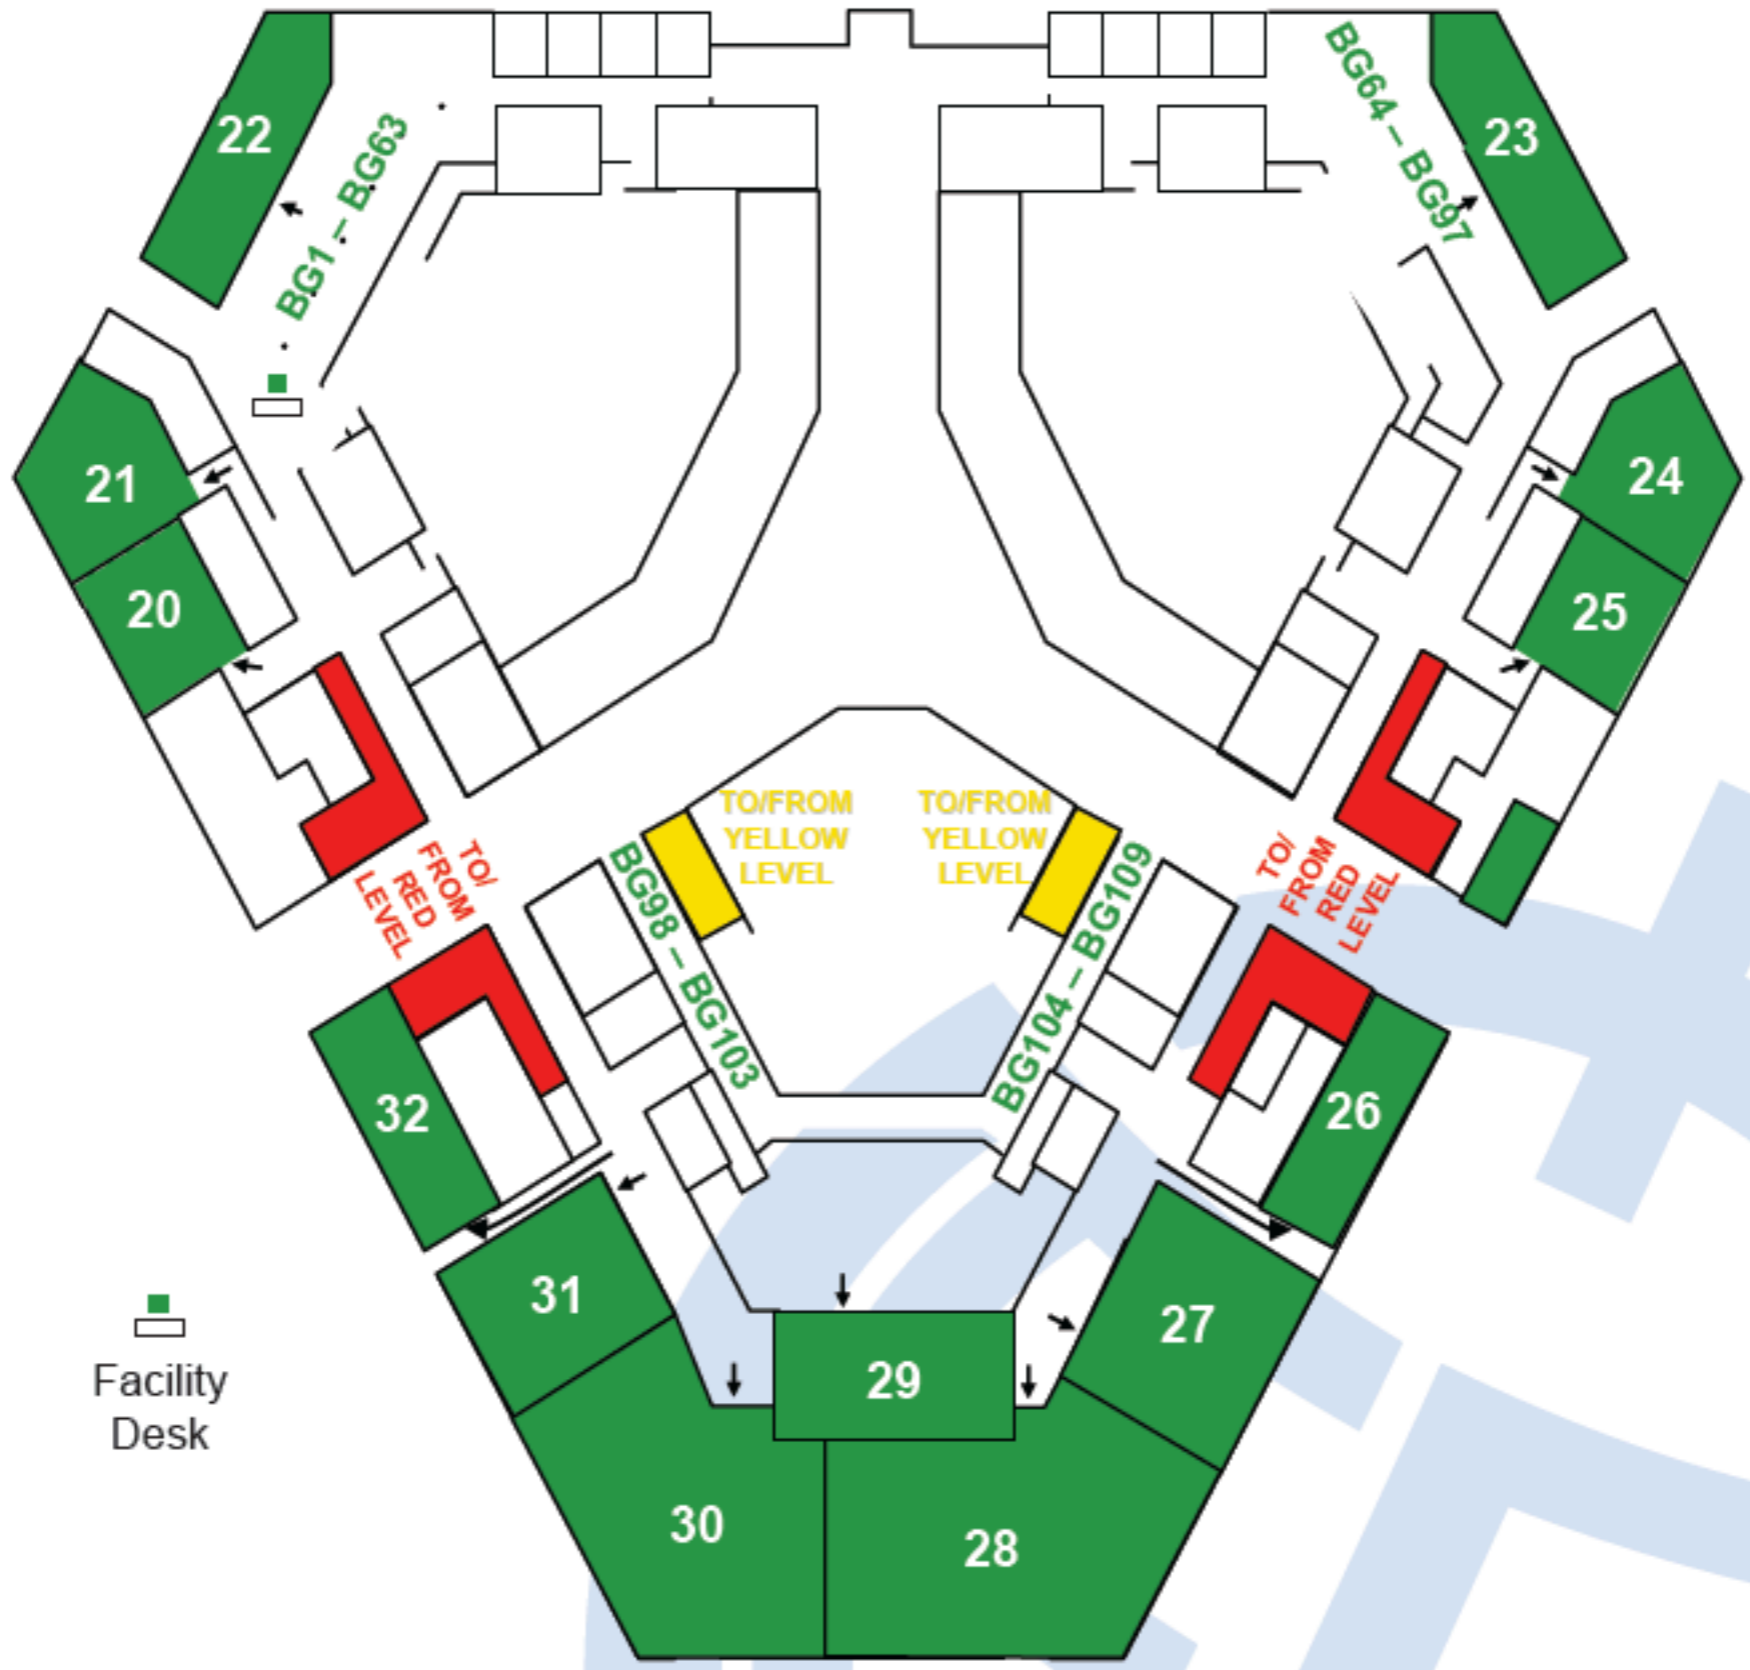 22
BG1 – BG63
BG64 – BG97
23
21
20
24
25
TO/FROM
YELLOW
LEVEL
TO/FROM
YELLOW
LEVEL
TO/
FROM
RED
LEVEL
TO/
FROM
RED
LEVEL
BG98 – BG103
BG104 – BG109
32
26
31
27
29
30
28
Facility
Desk